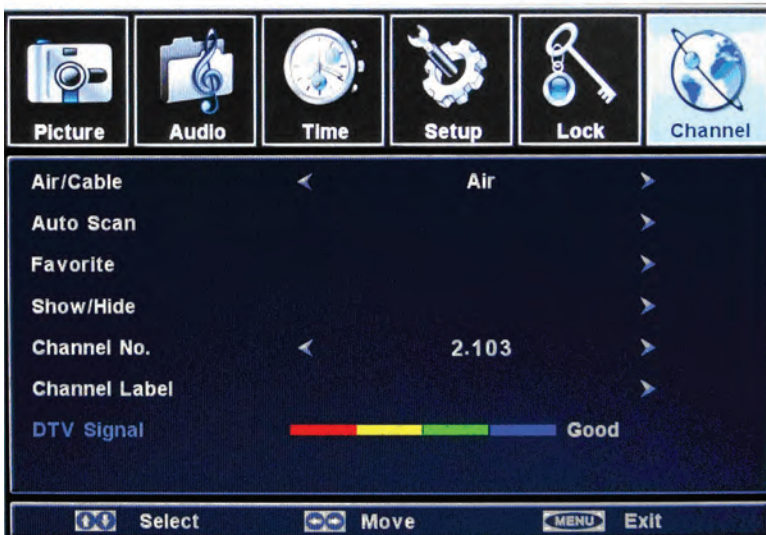 Picture Audio Time Setup Lock Channel
Air/Cable Air
Auto Scan
Favorite
Show/Hide
Channel No. 2.103
Channel Label
DTV Signal Good
Select Move MENU Exit